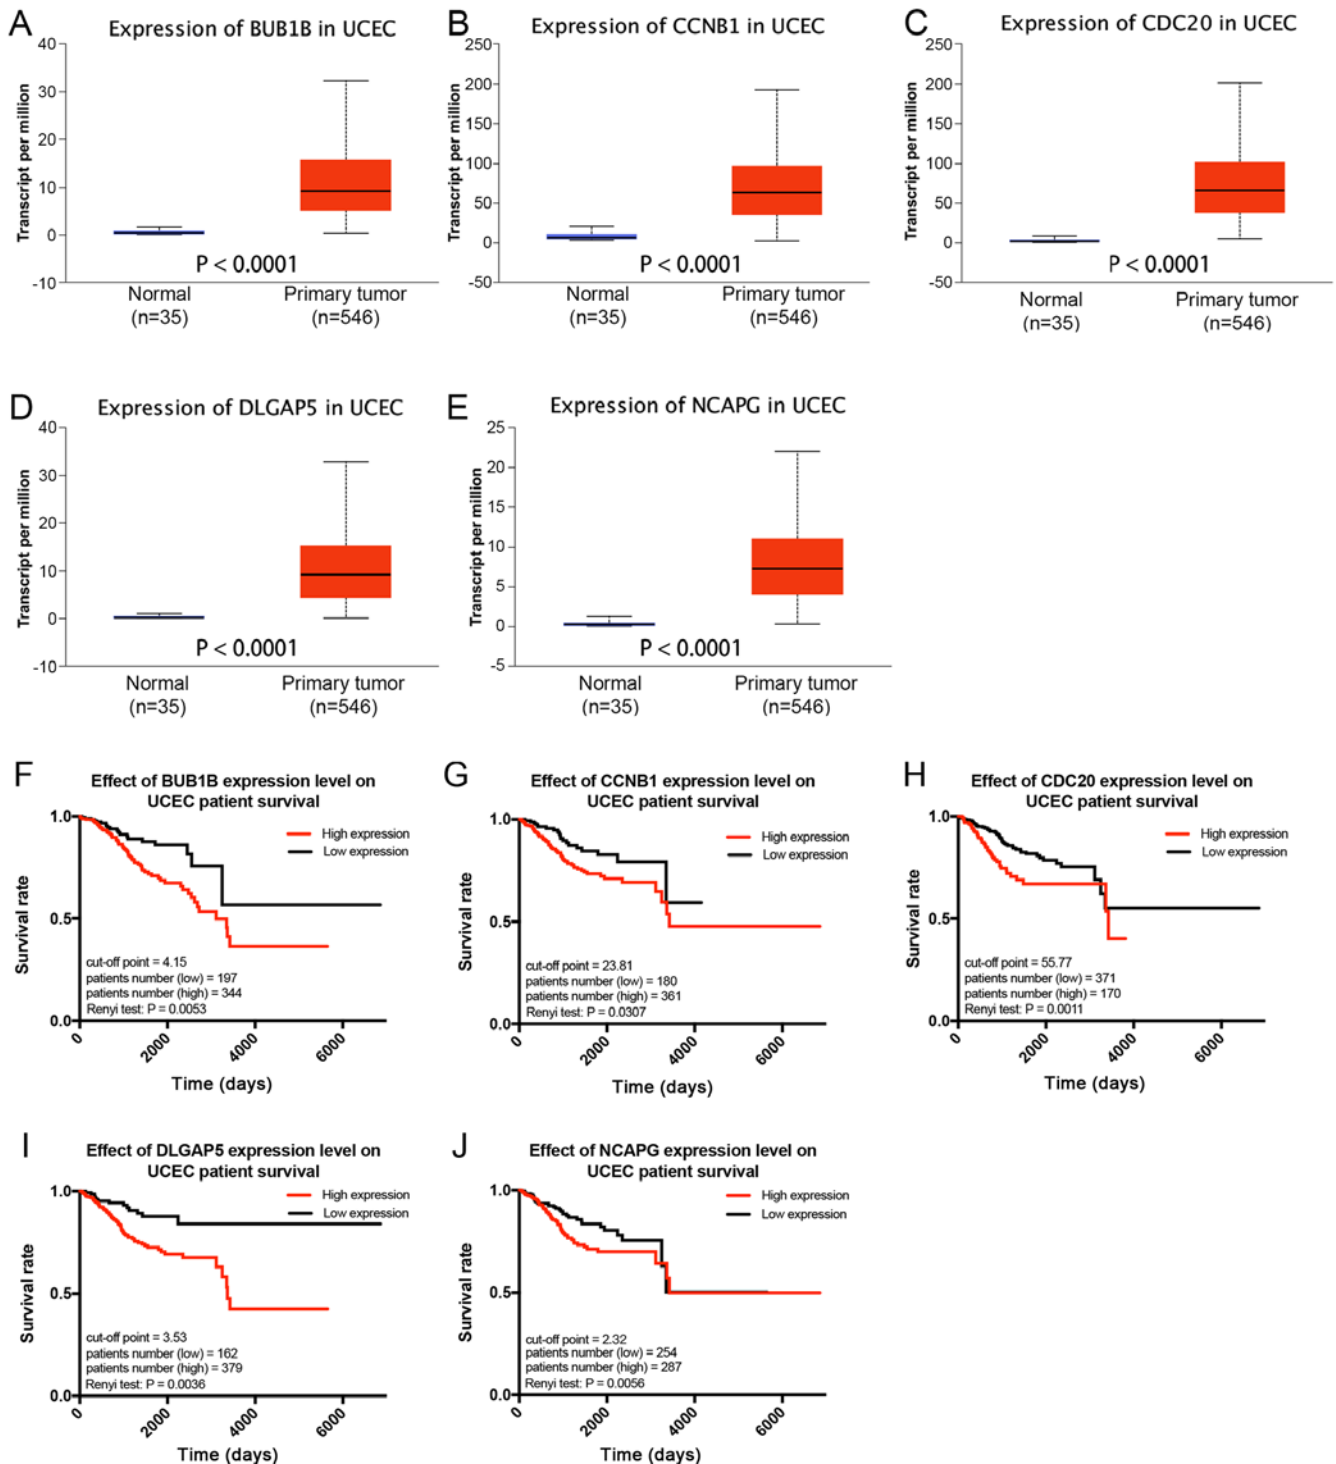 A
Expression of BUB1B in UCEC
Transcript per million
40
30
20
10
0
-10
P < 0.0001
Normal
(n=35)
Primary tumor
(n=546)
B
Expression of CCNB1 in UCEC
Transcript per million
250
200
150
100
50
0
-50
P < 0.0001
Normal
(n=35)
Primary tumor
(n=546)
C
Expression of CDC20 in UCEC
Transcript per million
250
200
150
100
50
0
-50
P < 0.0001
Normal
(n=35)
Primary tumor
(n=546)
D
Expression of DLGAP5 in UCEC
Transcript per million
40
30
20
10
0
-10
P < 0.0001
Normal
(n=35)
Primary tumor
(n=546)
E
Expression of NCAPG in UCEC
Transcript per million
25
20
15
10
5
0
-5
P < 0.0001
Normal
(n=35)
Primary tumor
(n=546)
F
Effect of BUB1B expression level on
UCEC patient survival
High expression
Low expression
Survival rate
1.0
0.5
0.0
cut-off point = 4.15
patients number (low) = 197
patients number (high) = 344
Renyi test: P = 0.0053
0
2000
4000
6000
Time (days)
G
Effect of CCNB1 expression level on
UCEC patient survival
High expression
Low expression
Survival rate
1.0
0.5
0.0
cut-off point = 23.81
patients number (low) = 180
patients number (high) = 361
Renyi test: P = 0.0307
0
2000
4000
6000
Time (days)
H
Effect of CDC20 expression level on
UCEC patient survival
High expression
Low expression
Survival rate
1.0
0.5
0.0
cut-off point = 55.77
patients number (low) = 371
patients number (high) = 170
Renyi test: P = 0.0011
0
2000
4000
6000
Time (days)
I
Effect of DLGAP5 expression level on
UCEC patient survival
High expression
Low expression
Survival rate
1.0
0.5
0.0
cut-off point = 3.53
patients number (low) = 162
patients number (high) = 379
Renyi test: P = 0.0036
0
2000
4000
6000
Time (days)
J
Effect of NCAPG expression level on
UCEC patient survival
High expression
Low expression
Survival rate
1.0
0.5
0.0
cut-off point = 2.32
patients number (low) = 254
patients number (high) = 287
Renyi test: P = 0.0056
0
2000
4000
6000
Time (days)